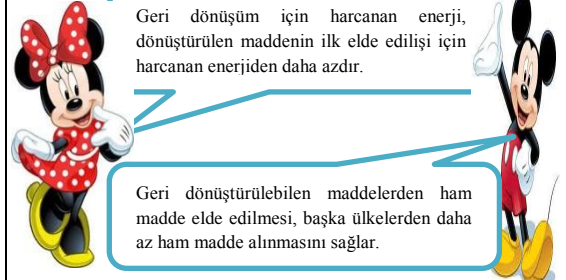 Geri dönüşüm için harcanan enerji,
dönüştürülen maddenin ilk elde edilişi için
harcanan enerjiden daha azdır.
Geri dönüştürülebilen maddelerden ham
madde elde edilmesi, başka ülkelerden daha
az ham madde alınmasını sağlar.